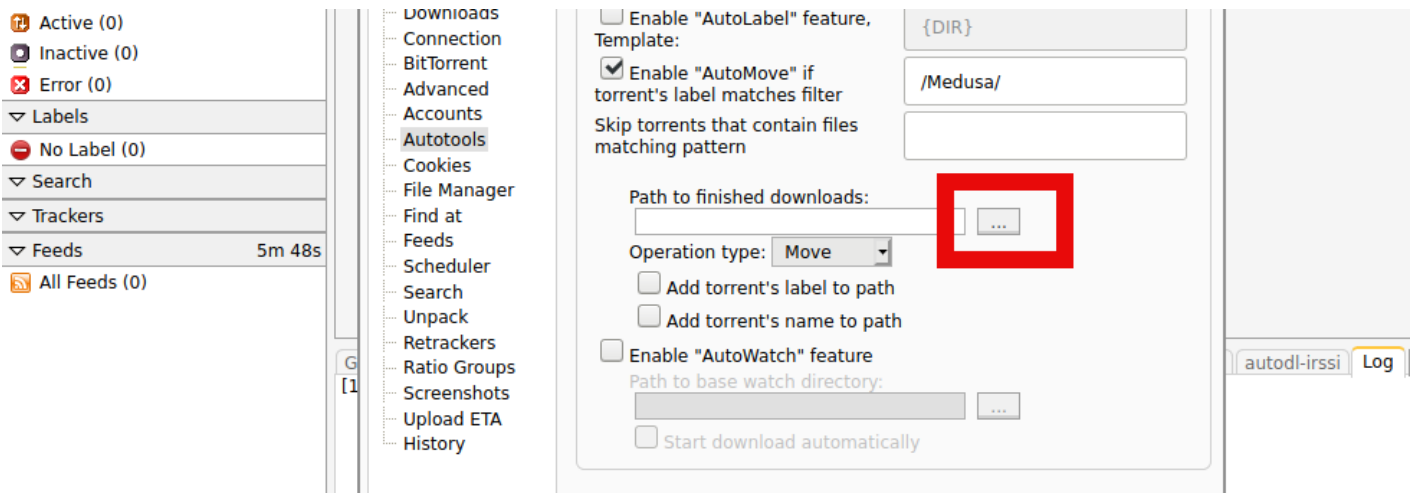 Active (0)
Inactive (0)
Error (0)
Labels
No Label (0)
Search
Trackers
Feeds 5m 48s
All Feeds (0)
Downloads
Connection
BitTorrent
Advanced
Accounts
Autotools
Cookies
File Manager
Find at
Feeds
Scheduler
Search
Unpack
Retrackers
Ratio Groups
Screenshots
Upload ETA
History
Enable "AutoLabel" feature,
Template:
{DIR}
Enable "AutoMove" if
torrent's label matches filter
/Medusa/
Skip torrents that contain files
matching pattern
Path to finished downloads:
...
Operation type: Move
Add torrent's label to path
Add torrent's name to path
Enable "AutoWatch" feature
Path to base watch directory:
...
Start download automatically
G
[1
autodl-irssi Log